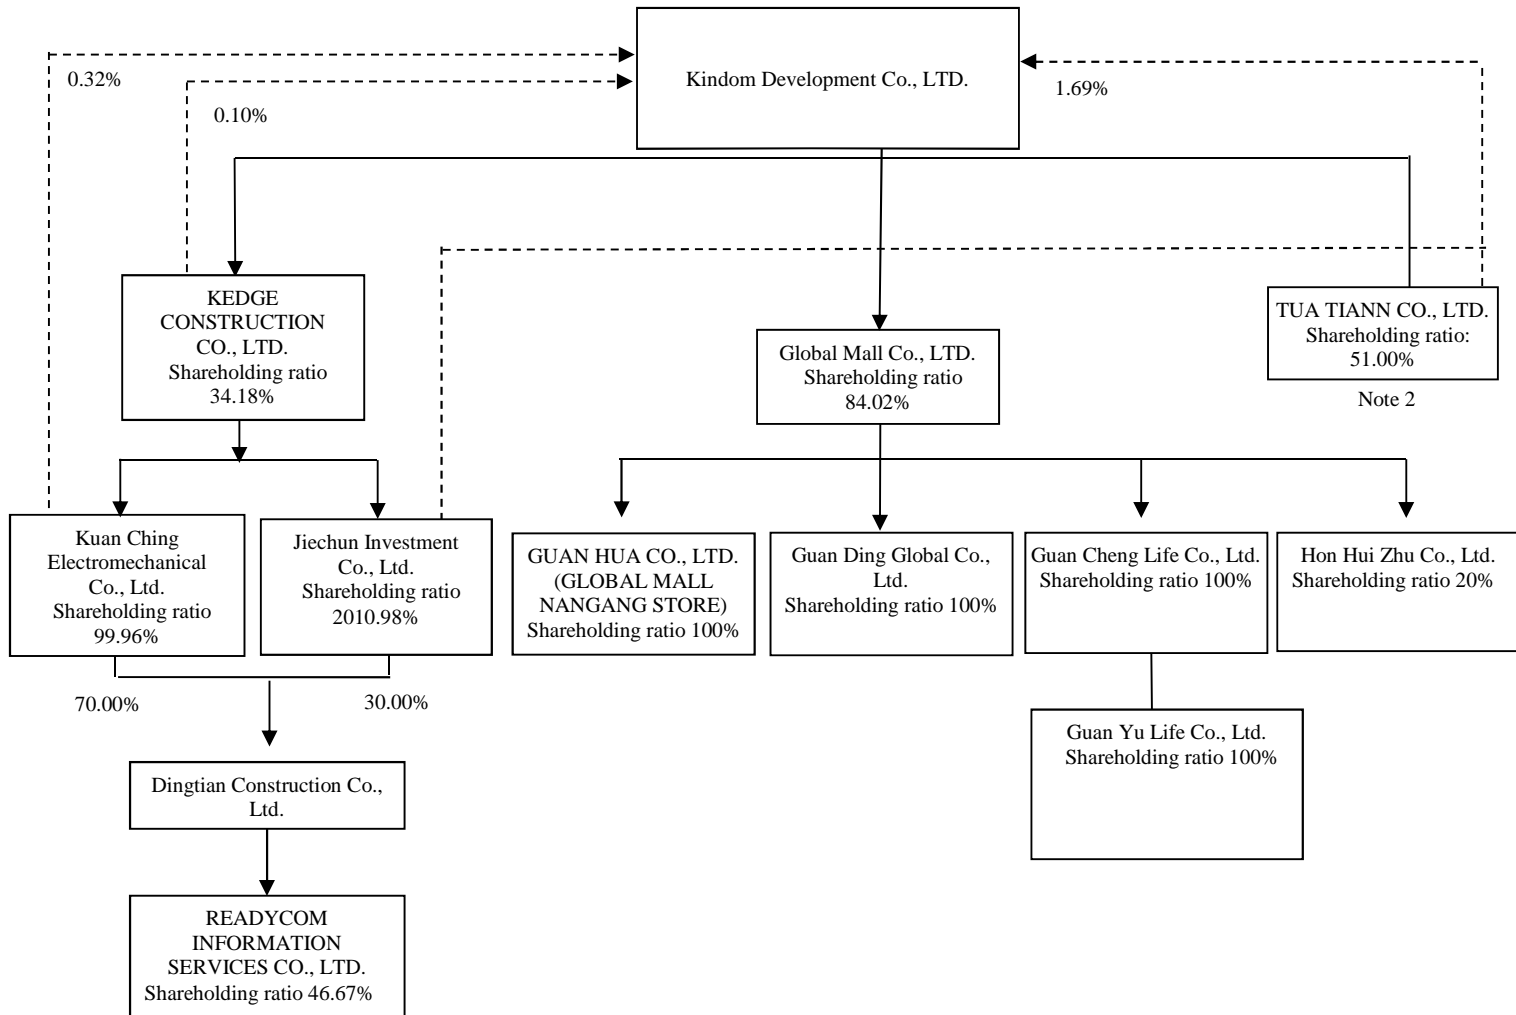 Kindom Development Co., LTD.
0.32%
0.10%
1.69%
KEDGE
CONSTRUCTION
CO., LTD.
Shareholding ratio
34.18%
Global Mall Co., LTD.
Shareholding ratio
84.02%
TUA TIANN CO., LTD.
Shareholding ratio:
51.00%
Note 2
Kuan Ching
Electromechanical
Co., Ltd.
Shareholding ratio
99.96%
Jiechun Investment
Co., Ltd.
Shareholding ratio
2010.98%
GUAN HUA CO., LTD.
(GLOBAL MALL
NANGANG STORE)
Shareholding ratio 100%
Guan Ding Global Co.,
Ltd.
Shareholding ratio 100%
Guan Cheng Life Co., Ltd.
Shareholding ratio 100%
Hon Hui Zhu Co., Ltd.
Shareholding ratio 20%
70.00%
30.00%
Guan Yu Life Co., Ltd.
Shareholding ratio 100%
Dingtian Construction Co.,
Ltd.
READYCOM
INFORMATION
SERVICES CO., LTD.
Shareholding ratio 46.67%